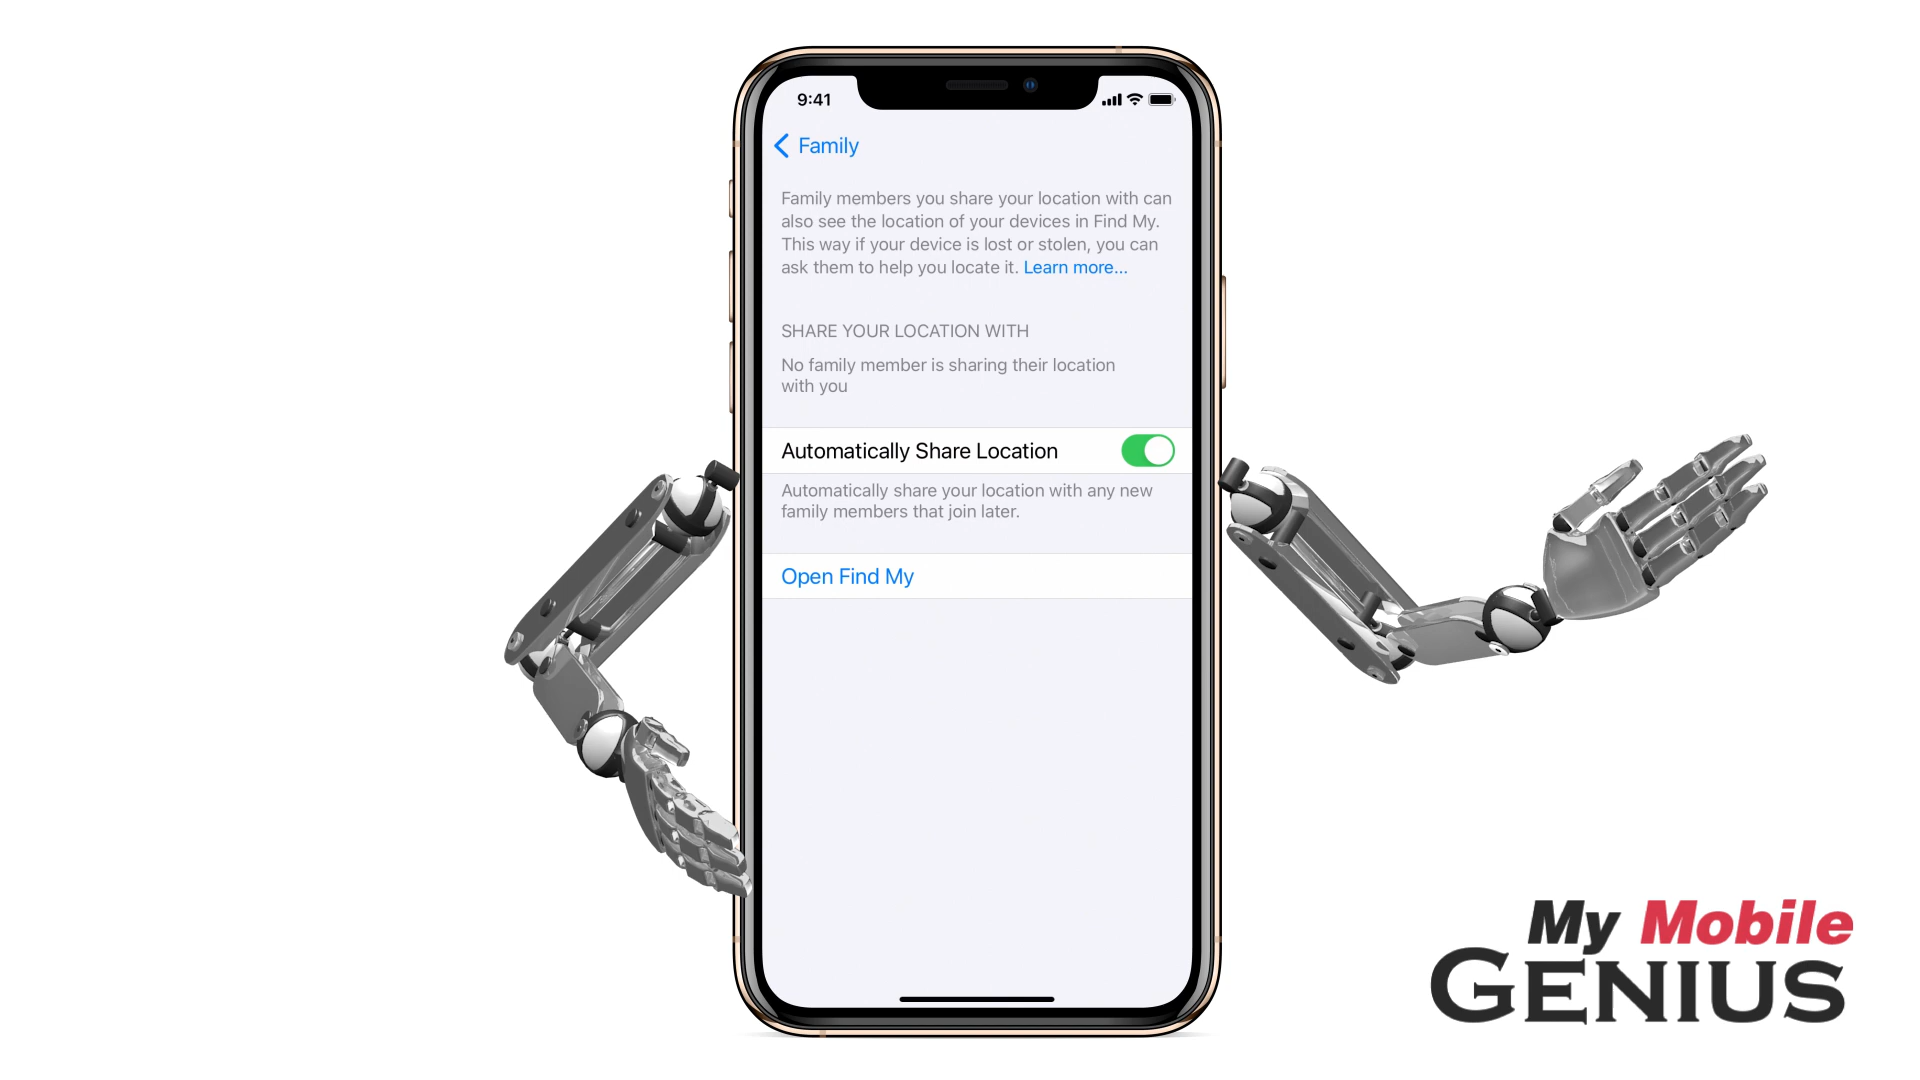 9:41
Family
Family members you share your location with can
also see the location of your devices in Find My.
This way if your device is lost or stolen, you can
ask them to help you locate it. Learn more...
SHARE YOUR LOCATION WITH
No family member is sharing their location
with you
Automatically Share Location
Automatically share your location with any new
family members that join later.
Open Find My
My Mobile
GENIUS